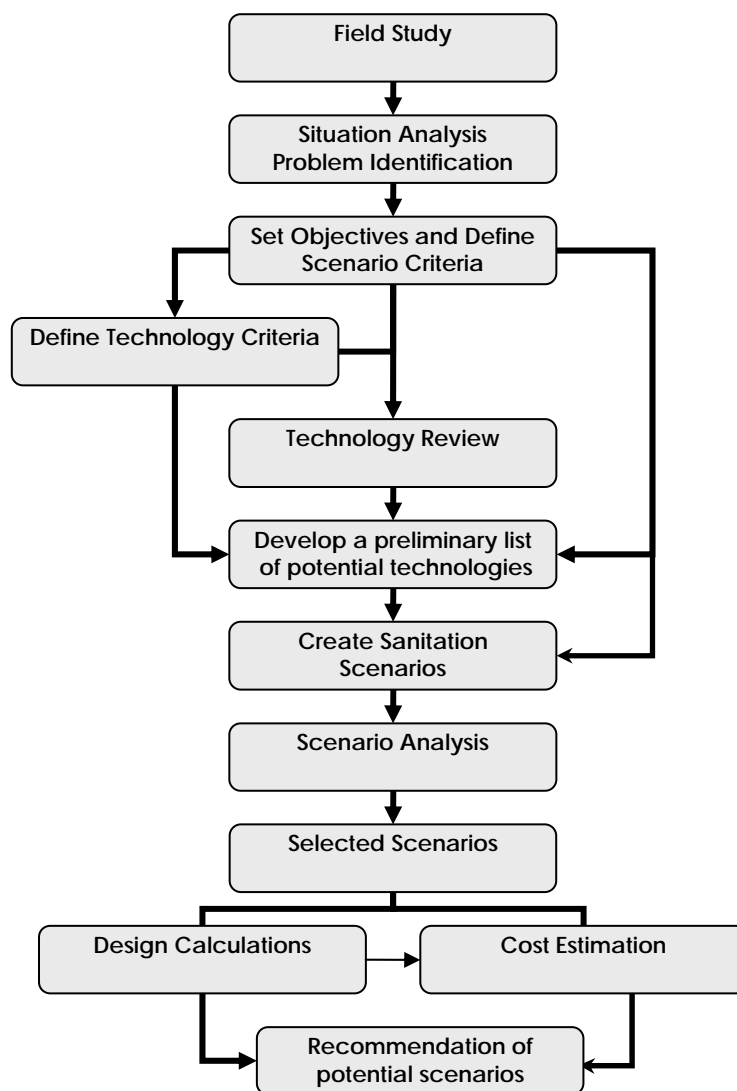 Field Study
Situation Analysis
Problem Identification
Set Objectives and Define
Scenario Criteria
Define Technology Criteria
Technology Review
Develop a preliminary list
of potential technologies
Create Sanitation
Scenarios
Scenario Analysis
Selected Scenarios
Design Calculations
Cost Estimation
Recommendation of
potential scenarios